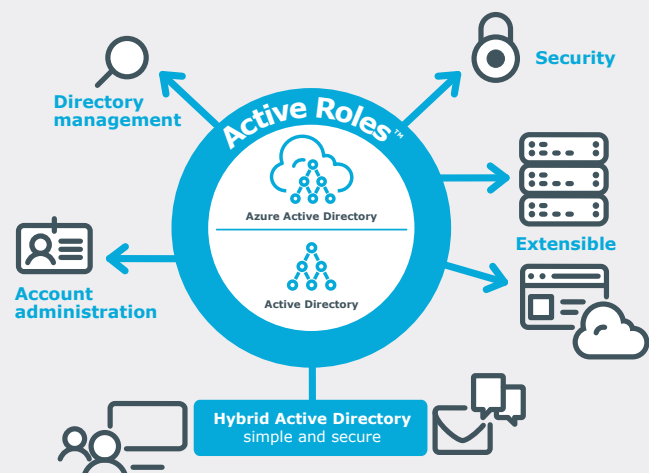 Active Roles™
Security
Directory
management
Azure Active Directory
Extensible
Active Directory
Account
administration
Hybrid Active Directory
simple and secure